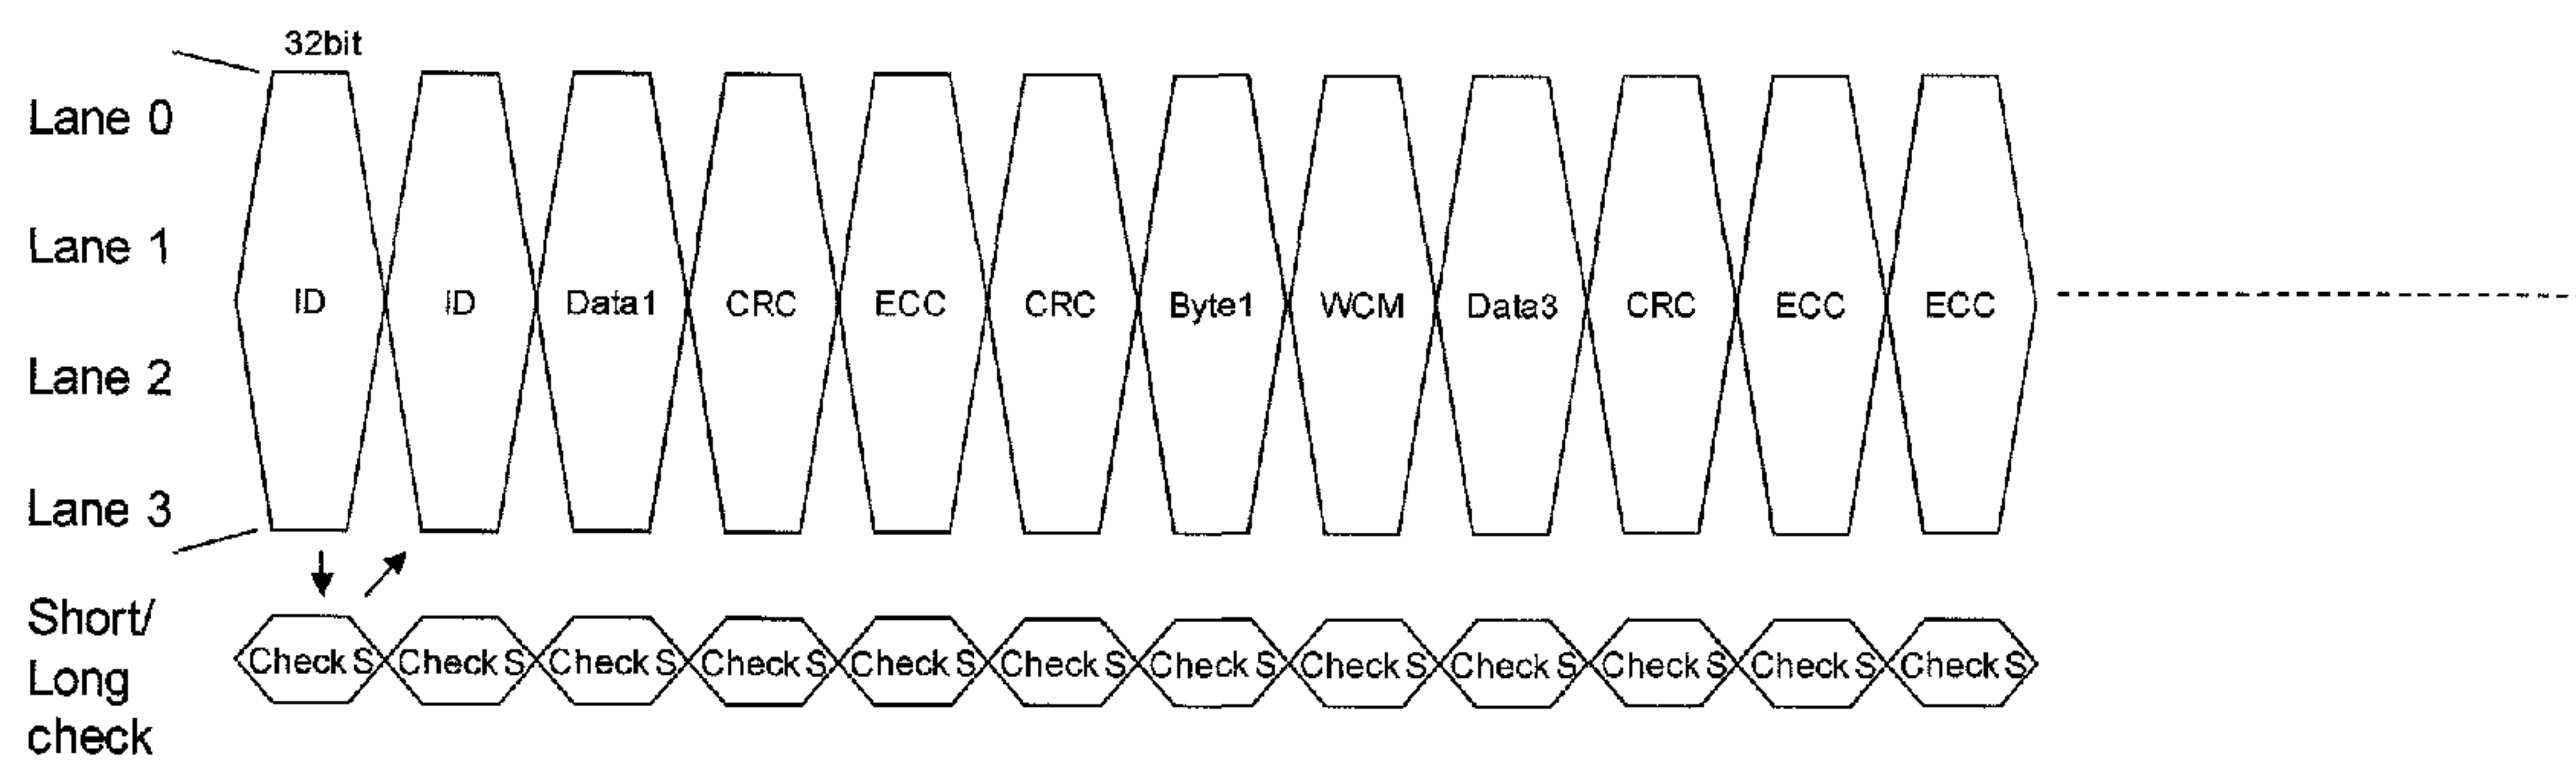 32bit
Lane 0
Lane 1
ID ID Data1 CRC ECC CRC Byte1 WCM Data3 CRC ECC ECC
Lane 2
Lane 3
Short/
Long
check
Check S Check S Check S Check S Check S Check S Check S Check S Check S Check S Check S Check S